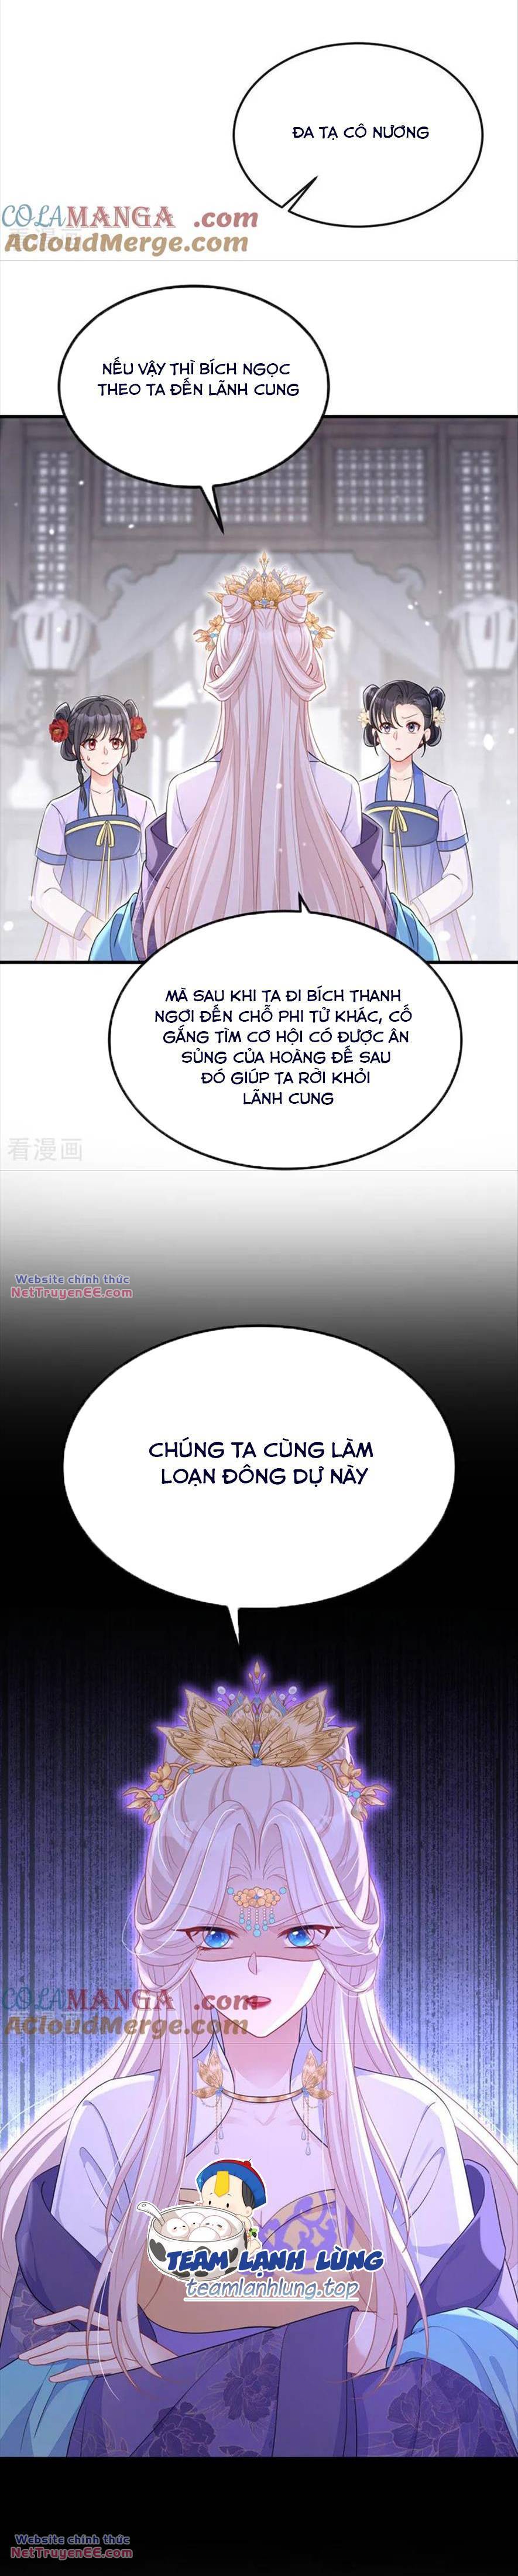 ĐA TẠ CÔ NƯƠNG
COLAMANGA.com
AcloudMerge.com
NẾU VẬY THÌ BÍCH NGỌC
THEO TA ĐẾN LÃNH CUNG
MÀ SAU KHI TA ĐI BÍCH THANH
NGƠI ĐẾN CHỖ PHI TỬ KHÁC, CỐ
GẮNG TÌM CƠ HỘI CÓ ĐƯỢC ÂN
SỦNG CỦA HOÀNG ĐẾ SAU
ĐÓ GIÚP TA RỜI KHỎI
LÃNH CUNG
看漫画
Website chính thức
NetTruyenEE.com
CHÚNG TA CÙNG LÀM
LOẠN ĐÔNG DỰ NÀY
COLAMANGA.com
AcloudMerge.com
TEAM LẠNH LÙNG
teamlanhlung.top
Website chính thức
NetTruyenEE.com